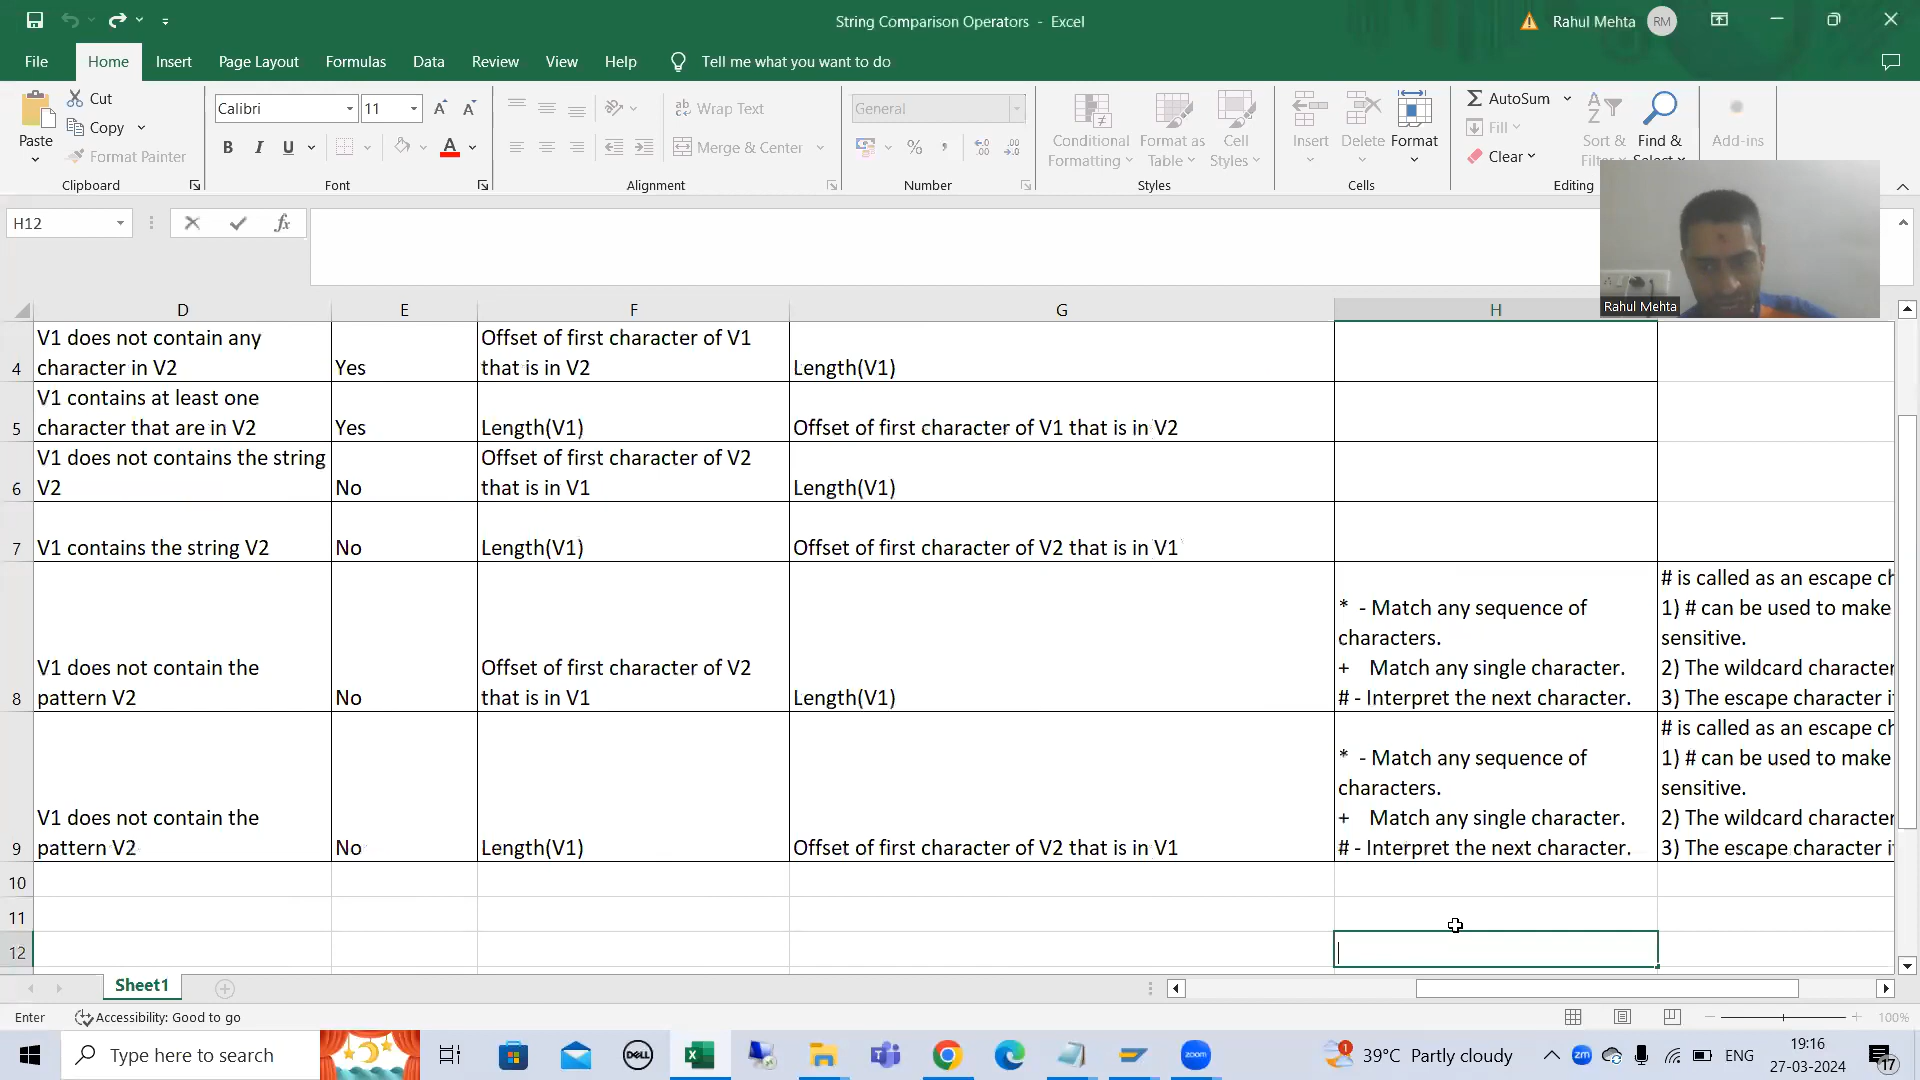 String Comparison Operators - Excel
Rahul Mehta
RM
File Home Insert Page Layout Formulas Data Review View Help Tell me what you want to do
Paste
Cut
Copy
Format Painter
Clipboard
Calibri 11 A A
B I U A
Font
ab Wrap Text
Merge & Center
Alignment
General
% ,
Number
Conditional Formatting
Format as Table
Cell Styles
Styles
Insert
Delete
Format
Cells
AutoSum
Fill
Clear
Sort &
Find &
Editing
Add-ins
H12
fx
Rahul Mehta
D E F G H
4
V1 does not contain any
character in V2
Yes
Offset of first character of V1
that is in V2
Length(V1)
5
V1 contains at least one
character that are in V2
Yes
Length(V1)
Offset of first character of V1 that is in V2
6
V1 does not contains the string
V2
No
Offset of first character of V2
that is in V1
Length(V1)
7
V1 contains the string V2
No
Length(V1)
Offset of first character of V2 that is in V1
8
V1 does not contain the
pattern V2
No
Offset of first character of V2
that is in V1
Length(V1)
* - Match any sequence of
characters.
+ Match any single character.
# - Interpret the next character.
# is called as an escape ch
1) # can be used to make
sensitive.
2) The wildcard character
3) The escape character i
9
V1 does not contain the
pattern V2
No
Length(V1)
Offset of first character of V2 that is in V1
* - Match any sequence of
characters.
+ Match any single character.
# - Interpret the next character.
# is called as an escape ch
1) # can be used to make
sensitive.
2) The wildcard character
3) The escape character i
10
11
12
Sheet1
Enter
Accessibility: Good to go
100%
Type here to search
DELL
zoom
1
39°C Partly cloudy
zm
ENG
19:16
27-03-2024
17